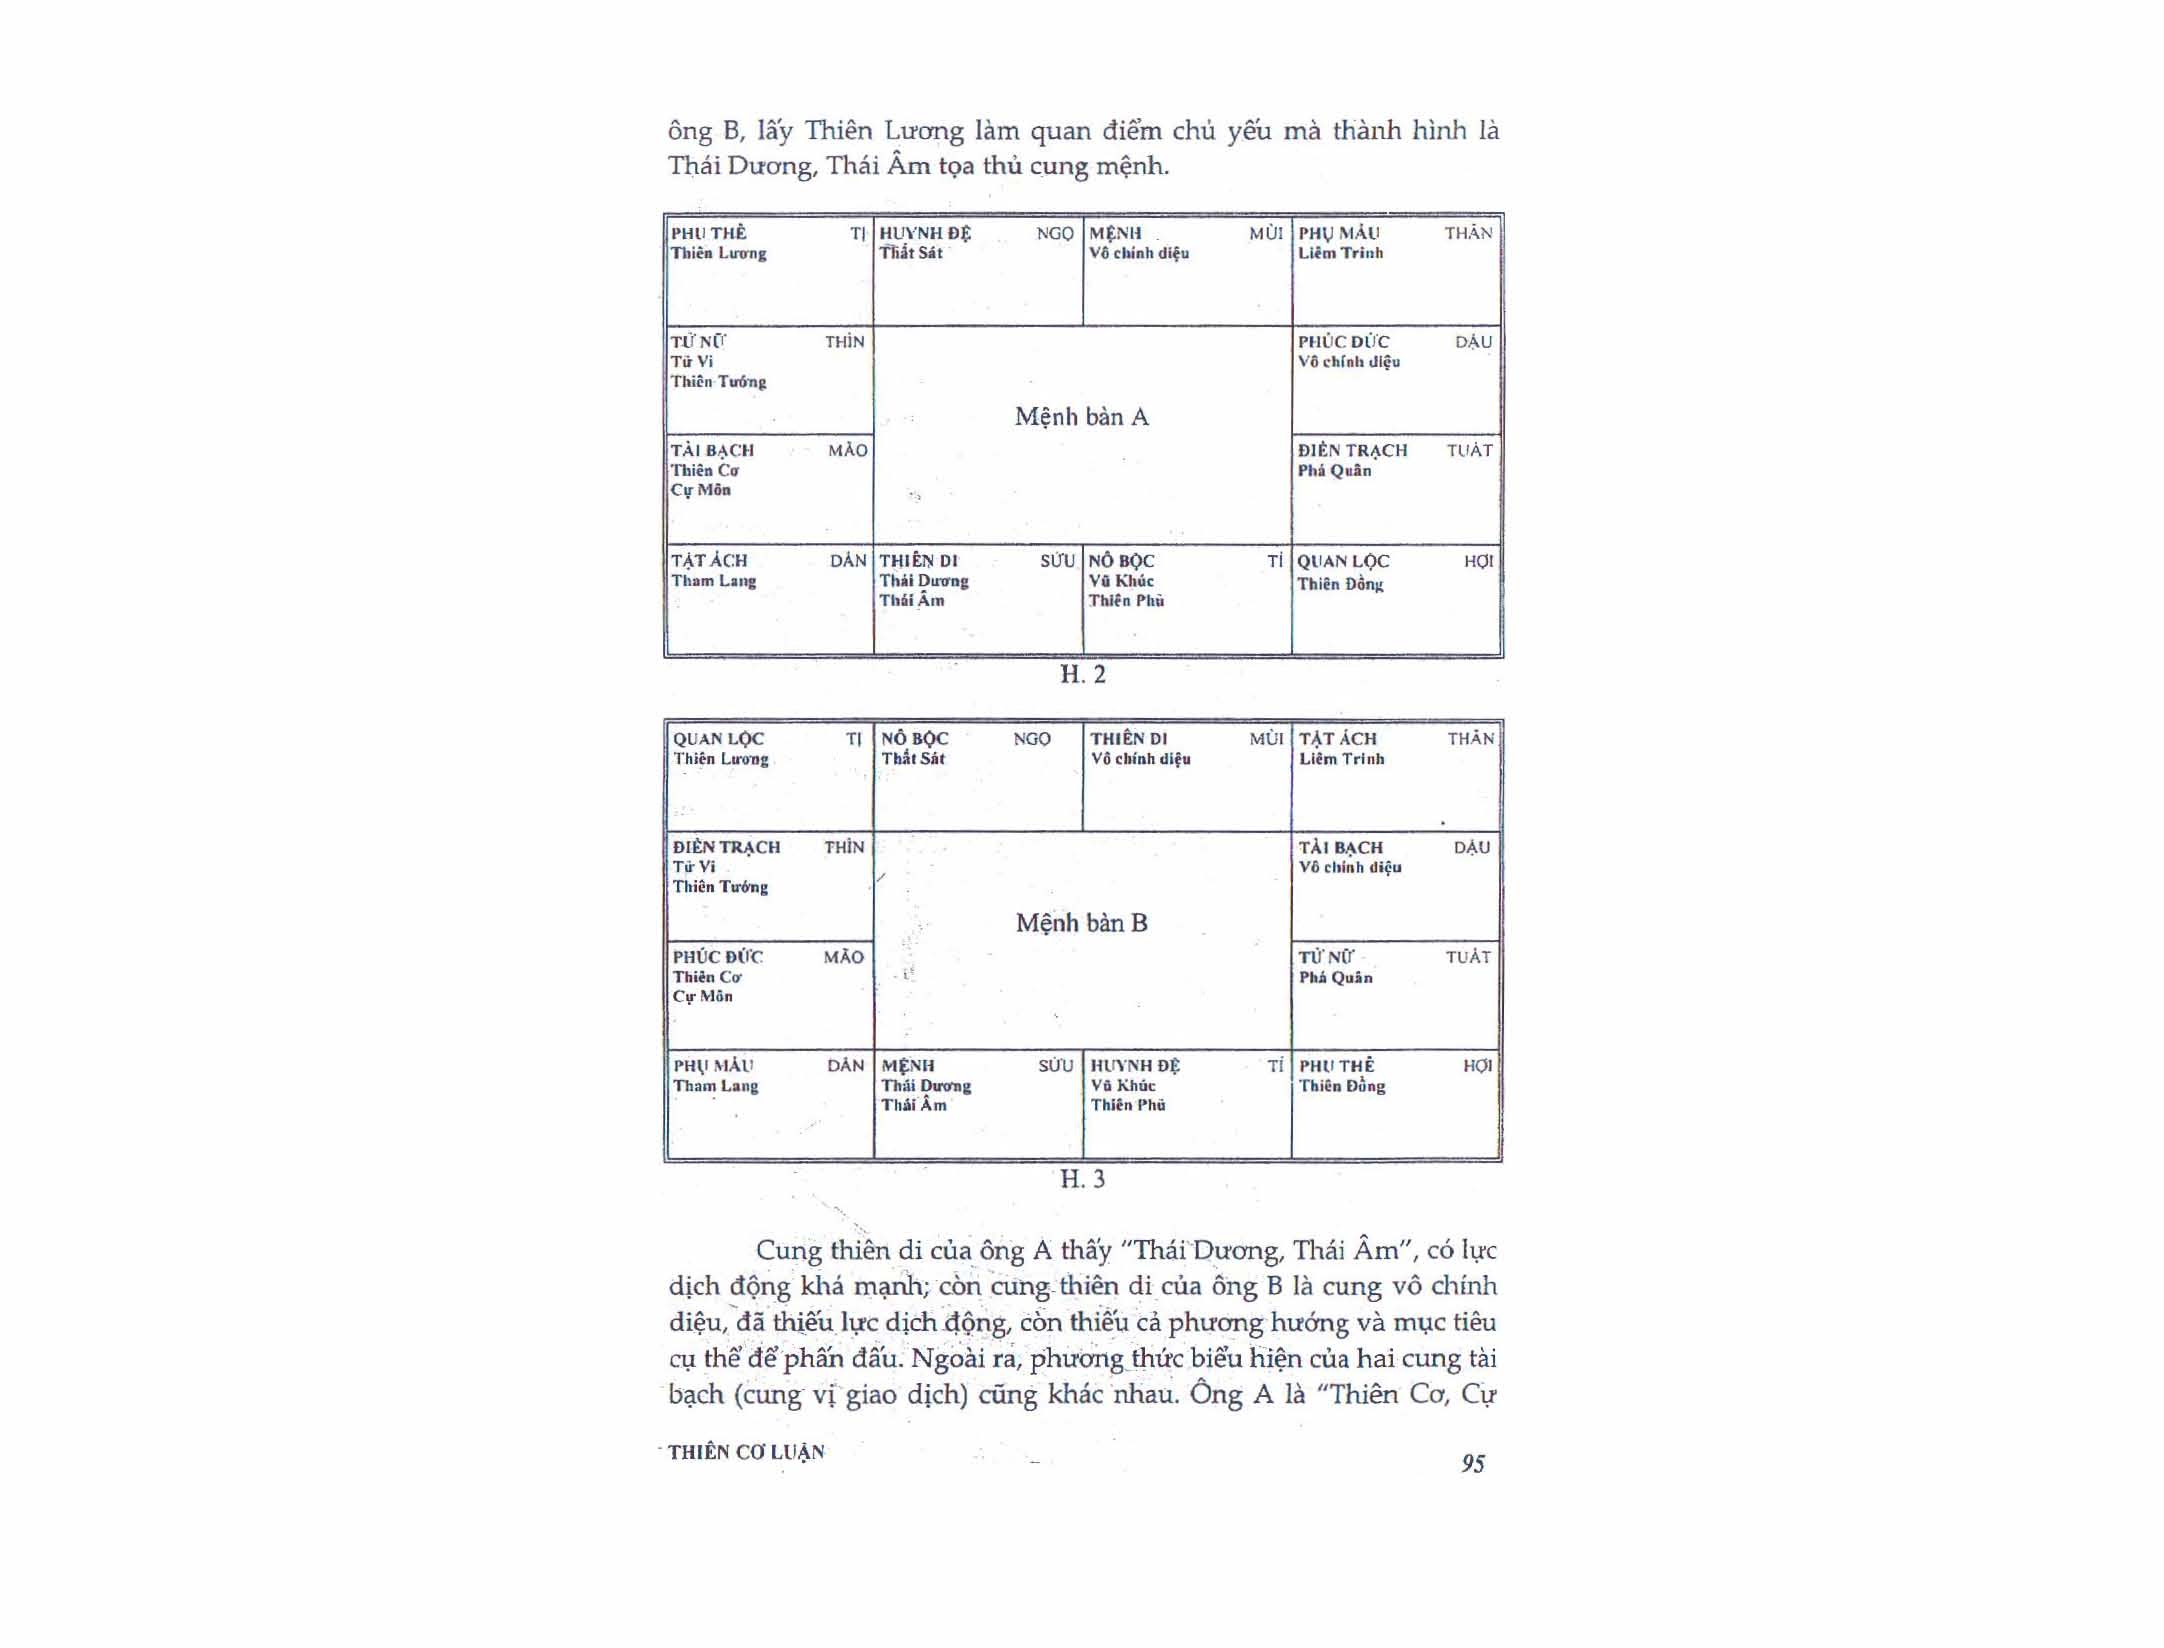 ông B, lấy Thiên Lương làm quan điểm chủ yếu mà thành hình là
Thái Dương, Thái Âm tọa thủ cung mệnh.
PHU THÊ TỊ
Thiên Lương
HUYNH ĐỆ NGỌ
Thất Sát
MỆNH MÙI
Vô chính diệu
PHỤ MẪU THÂN
Liêm Trinh
TỬ NỮ THÌN
Tử Vi
Thiên Tướng
PHÚC ĐỨC DẬU
Vô chính diệu
Mệnh bàn A
TÀI BẠCH MÃO
Thiên Cơ
Cự Môn
ĐIỀN TRẠCH TUẤT
Phá Quân
TẬT ÁCH DẦN
Tham Lang
THIÊN DI SỬU
Thái Dương
Thái Âm
NÔ BỘC TÍ
Vũ Khúc
Thiên Phủ
QUAN LỘC HỢI
Thiên Đồng
H. 2
QUAN LỘC TỊ
Thiên Lương
NÔ BỘC NGỌ
Thất Sát
THIÊN DI MÙI
Vô chính diệu
TẬT ÁCH THÂN
Liêm Trinh
ĐIỀN TRẠCH THÌN
Tử Vi
Thiên Tướng
TÀI BẠCH DẬU
Vô chính diệu
Mệnh bàn B
PHÚC ĐỨC MÃO
Thiên Cơ
Cự Môn
TỬ NỮ TUẤT
Phá Quân
PHỤ MẪU DẦN
Tham Lang
MỆNH SỬU
Thái Dương
Thái Âm
HUYNH ĐỆ TÍ
Vũ Khúc
Thiên Phủ
PHU THÊ HỢI
Thiên Đồng
H. 3
Cung thiên di của ông A thấy "Thái Dương, Thái Âm", có lực
dịch động khá mạnh; còn cung thiên di của ông B là cung vô chính
diệu, đã thiếu lực dịch động, còn thiếu cả phương hướng và mục tiêu
cụ thể để phấn đấu. Ngoài ra, phương thức biểu hiện của hai cung tài
bạch (cung vị giao dịch) cũng khác nhau. Ông A là "Thiên Cơ, Cự
THIÊN CƠ LUẬN
95